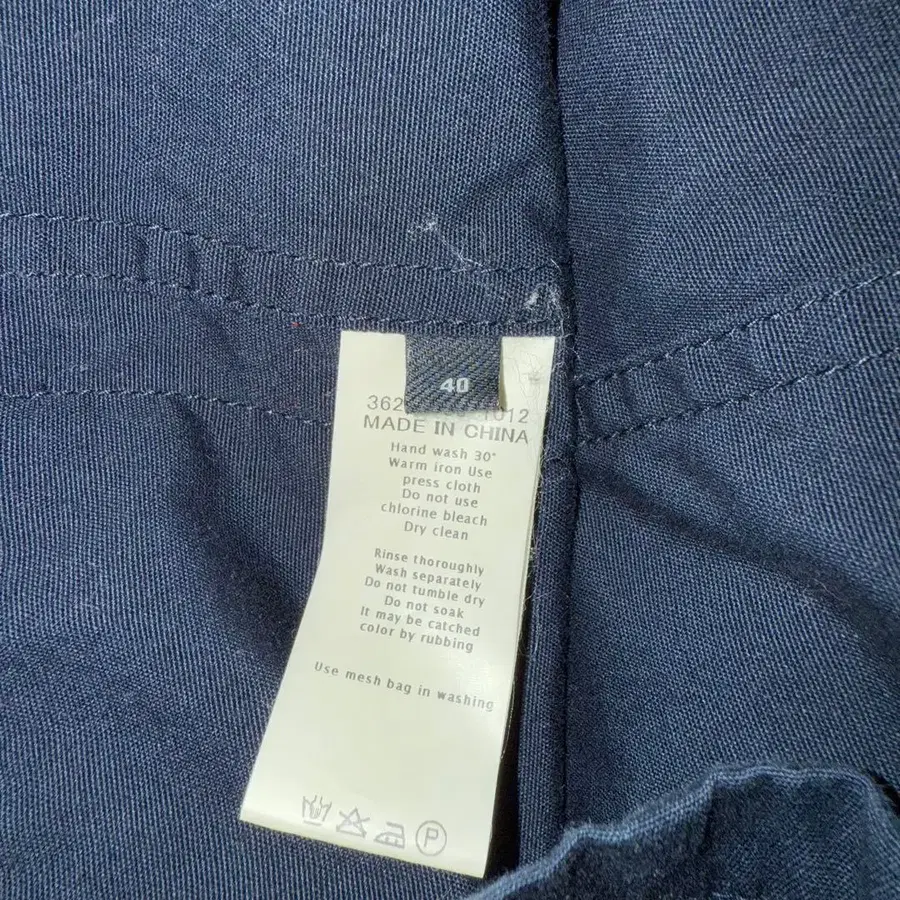 40
1012
MADE IN CHINA
Hand wash 30°
Warm iron Use
press cloth
Do not use
chlorine bleach
Dry clean
Rinse thoroughly
Wash separately
Do not tumble dry
Do not soak
It may be catched
color by rubbing
Use mesh bag in washing
P